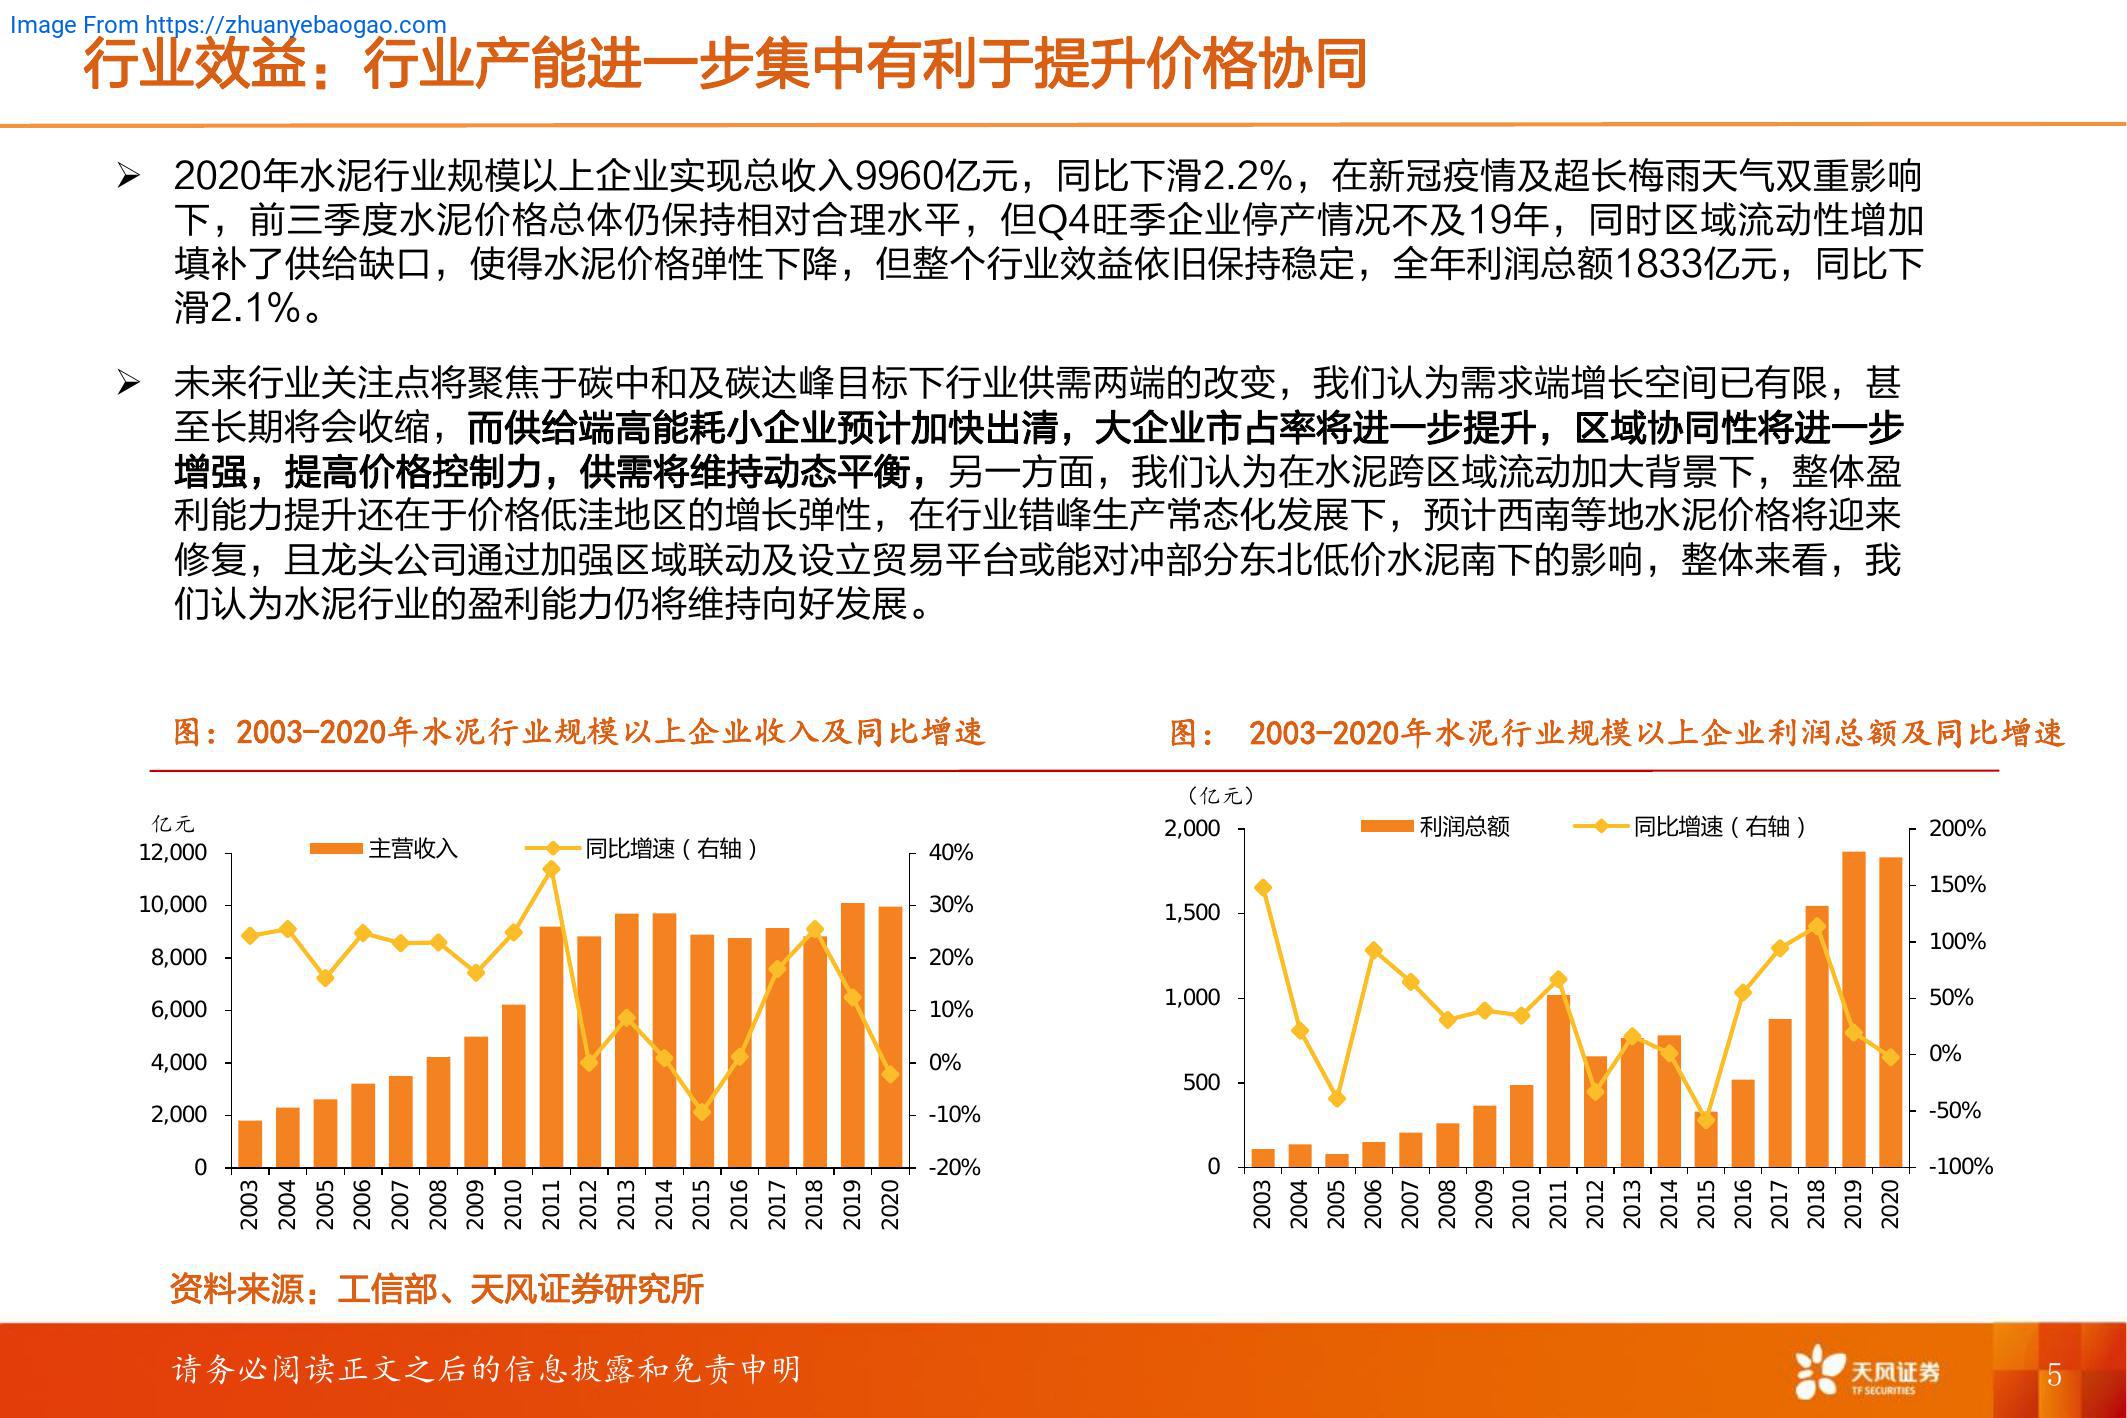 Image From https://zhuanyebaogao.com
行业效益：行业产能进一步集中有利于提升价格协同
➢ 2020年水泥行业规模以上企业实现总收入9960亿元，同比下滑2.2%，在新冠疫情及超长梅雨天气双重影响
下，前三季度水泥价格总体仍保持相对合理水平，但Q4旺季企业停产情况不及19年，同时区域流动性增加
填补了供给缺口，使得水泥价格弹性下降，但整个行业效益依旧保持稳定，全年利润总额1833亿元，同比下
滑2.1%。
➢ 未来行业关注点将聚焦于碳中和及碳达峰目标下行业供需两端的改变，我们认为需求端增长空间已有限，甚
至长期将会收缩，而供给端高能耗小企业预计加快出清，大企业市占率将进一步提升，区域协同性将进一步
增强，提高价格控制力，供需将维持动态平衡，另一方面，我们认为在水泥跨区域流动加大背景下，整体盈
利能力提升还在于价格低洼地区的增长弹性，在行业错峰生产常态化发展下，预计西南等地水泥价格将迎来
修复，且龙头公司通过加强区域联动及设立贸易平台或能对冲部分东北低价水泥南下的影响，整体来看，我
们认为水泥行业的盈利能力仍将维持向好发展。
图：2003-2020年水泥行业规模以上企业收入及同比增速
亿元
主营收入 同比增速（右轴）
12,000
10,000
8,000
6,000
4,000
2,000
0
40%
30%
20%
10%
0%
-10%
-20%
2003 2004 2005 2006 2007 2008 2009 2010 2011 2012 2013 2014 2015 2016 2017 2018 2019 2020
图： 2003-2020年水泥行业规模以上企业利润总额及同比增速
（亿元）
利润总额 同比增速（右轴）
2,000
1,500
1,000
500
0
200%
150%
100%
50%
0%
-50%
-100%
2003 2004 2005 2006 2007 2008 2009 2010 2011 2012 2013 2014 2015 2016 2017 2018 2019 2020
资料来源：工信部、天风证券研究所
请务必阅读正文之后的信息披露和免责申明
天风证券
TF SECURITIES
5